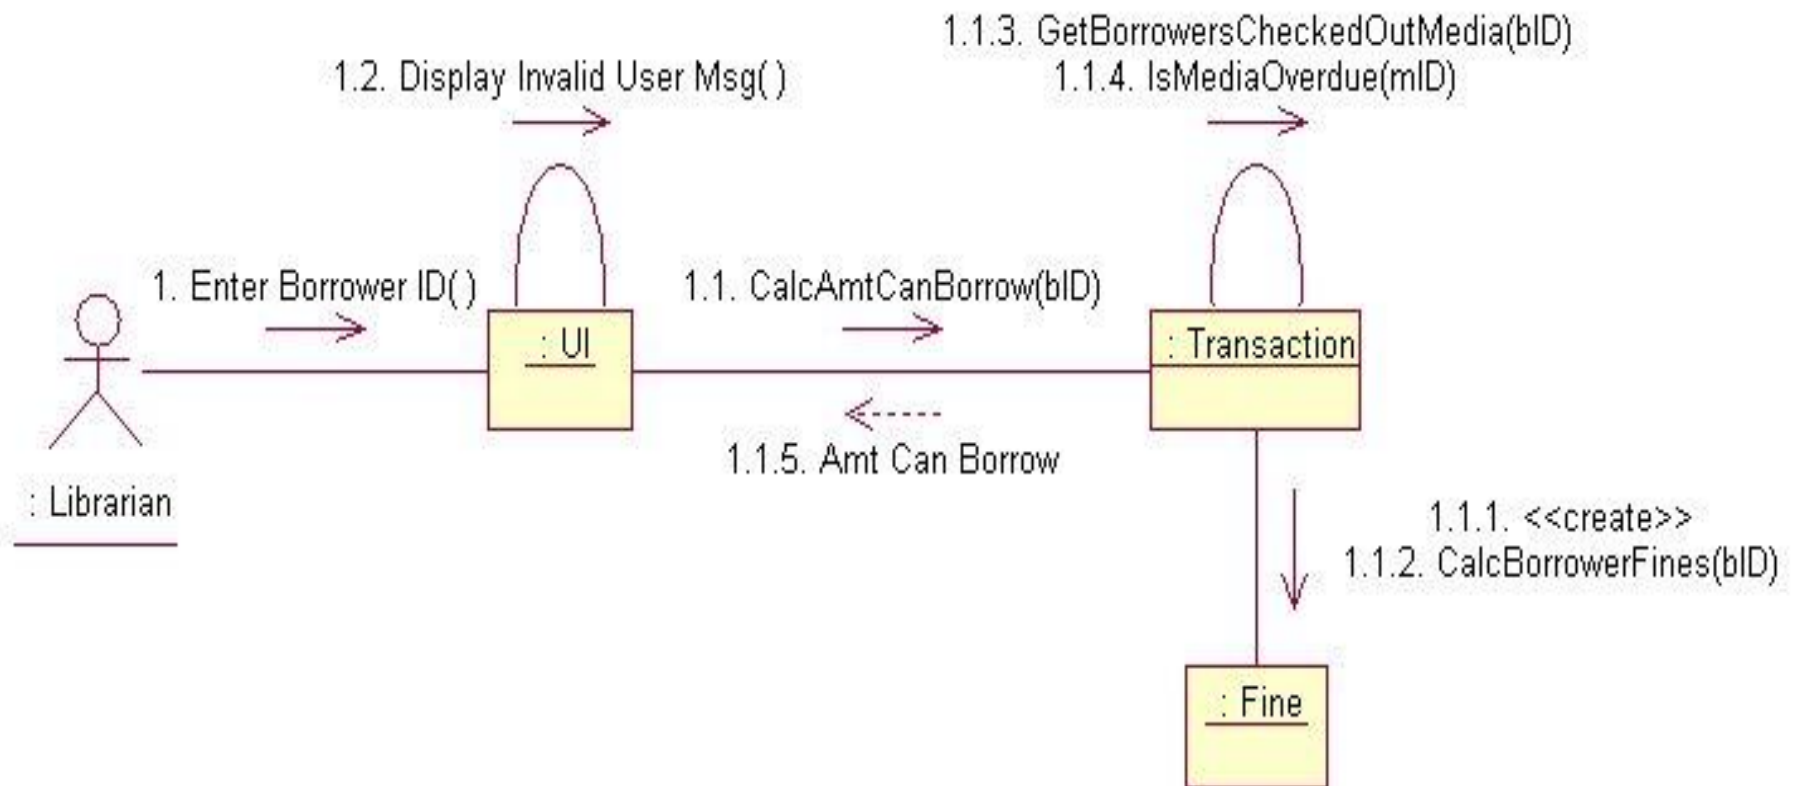 1.1.3. GetBorrowersCheckedOutMedia(bID)
1.2. Display Invalid User Msg( )
1.1.4. IsMediaOverdue(mID)
1. Enter Borrower ID( )
1.1. CalcAmtCanBorrow(bID)
: UI
: Transaction
1.1.5. Amt Can Borrow
: Librarian
1.1.1. <<create>>
1.1.2. CalcBorrowerFines(bID)
: Fine